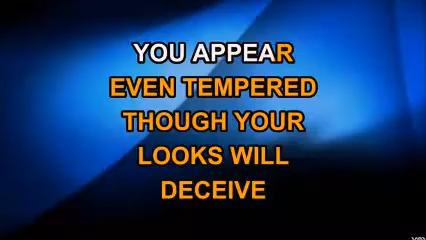 YOU APPEAR
EVEN TEMPERED
THOUGH YOUR
LOOKS WILL
DECEIVE